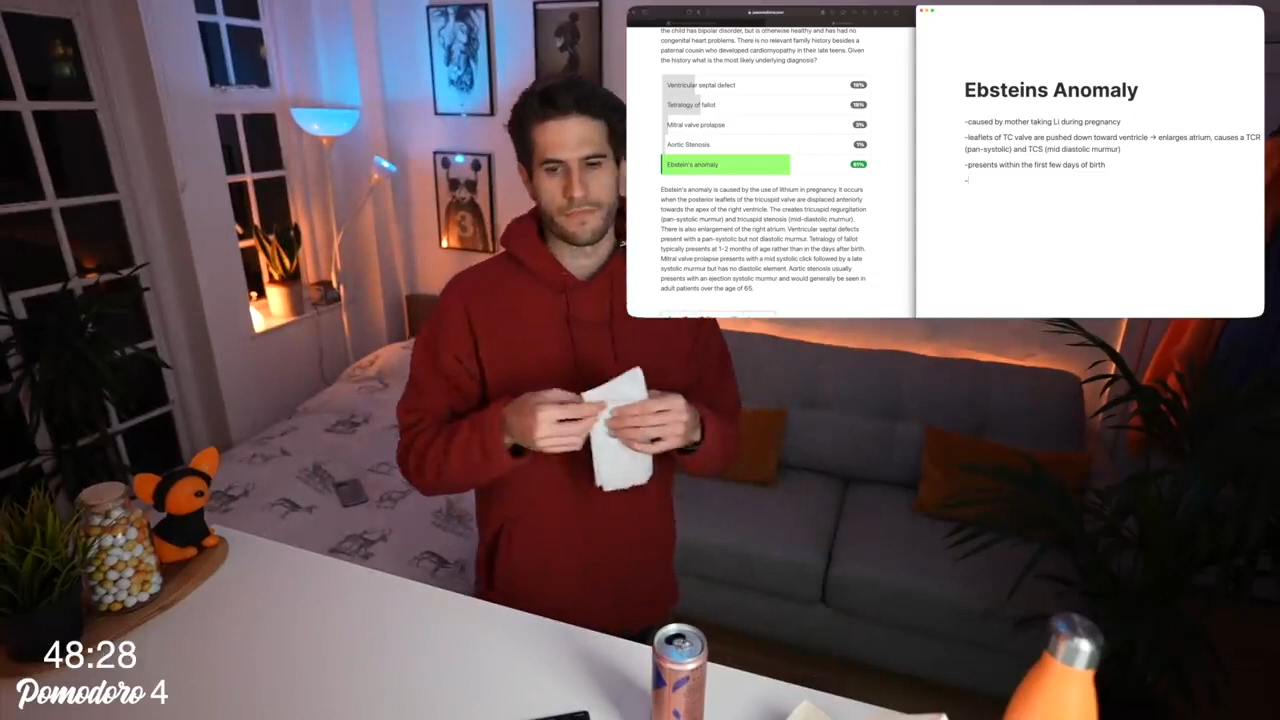 the child has bipolar disorder, but is otherwise healthy and has had no
congenital heart problems. There is no relevant family history besides a
paternal cousin who developed cardiomyopathy in their late teens. Given
the history what is the most likely underlying diagnosis?
Ventricular septal defect
Tetralogy of fallot 18%
Mitral valve prolapse 3%
Aortic Stenosis 1%
Ebstein's anomaly 61%
Ebstein's anomaly is caused by the use of lithium in pregnancy. It occurs
when the posterior leaflets of the tricuspid valve are displaced anteriorly
towards the apex of the right ventricle. The creates tricuspid regurgitation
(pan-systolic murmur) and tricuspid stenosis (mid-diastolic murmur).
There is also enlargement of the right atrium. Ventricular septal defects
present with a pan-systolic but not diastolic murmur. Tetralogy of fallot
typically presents at 1-2 months of age rather than in the days after birth.
Mitral valve prolapse presents with a mid systolic click followed by a late
systolic murmur but has no diastolic element. Aortic stenosis usually
presents with an ejection systolic murmur and would generally be seen in
adult patients over the age of 65.
Ebsteins Anomaly
-caused by mother taking Li during pregnancy
-leaflets of TC valve are pushed down toward ventricle → enlarges atrium, causes a TCR
(pan-systolic) and TCS (mid diastolic murmur)
-presents within the first few days of birth
-
3
48:28
Pomodoro 4